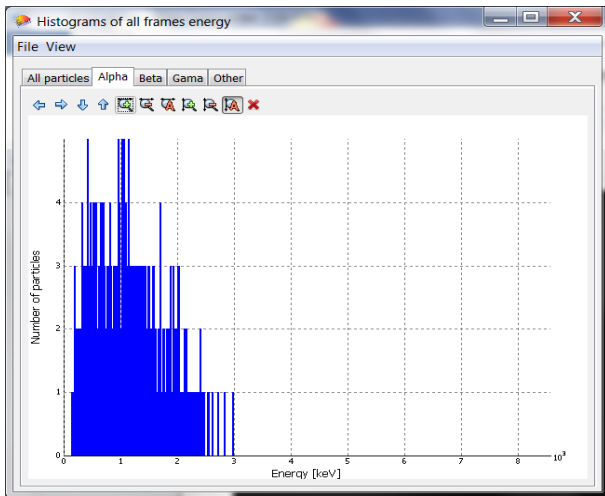 Histograms of all frames energy
File View
All particles Alpha Beta Gama Other
Number of particles
4
3
2
1
0
0 1 2 3 4 5 6 7 8 10³
Energy [keV]